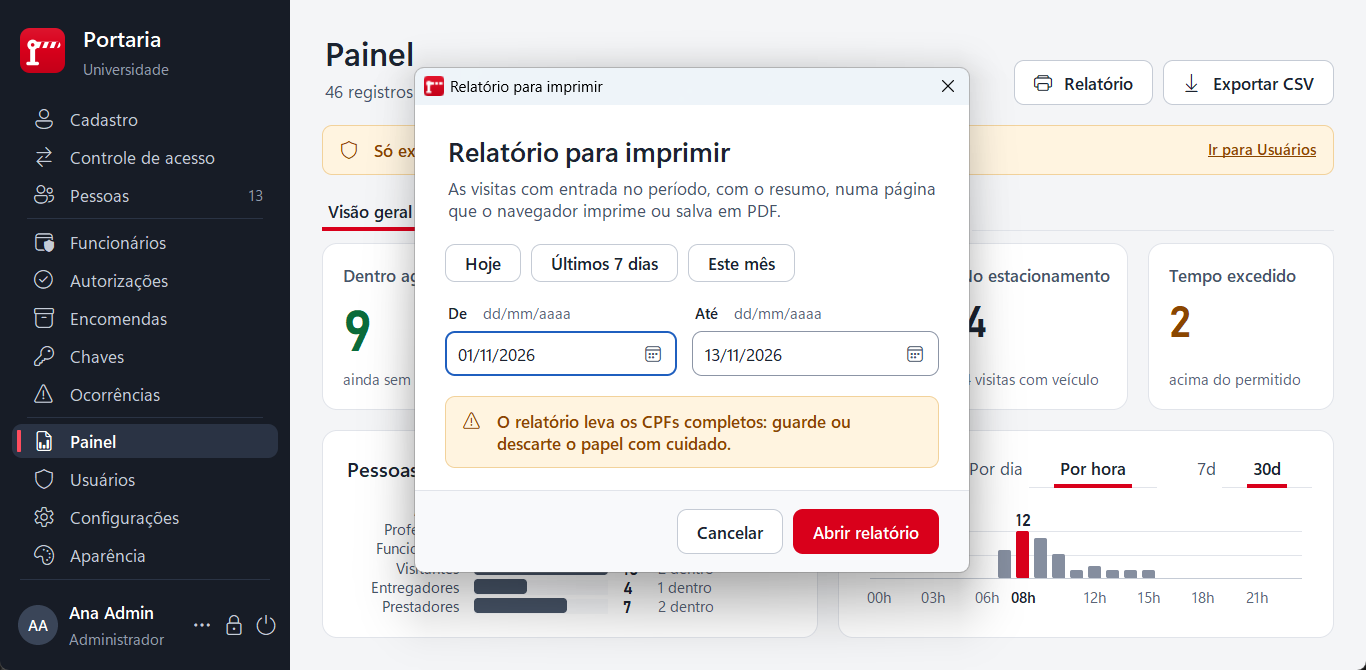 Portaria
Universidade
Cadastro
Controle de acesso
Pessoas 13
Funcionários
Autorizações
Encomendas
Chaves
Ocorrências
Painel
Usuários
Configurações
Aparência
AA
Ana Admin
Administrador
Painel
46 registros
Relatório
Exportar CSV
Só
Ir para Usuários
Visão geral
Dentro
9
ainda sem
estacionamento
4
visitas com veículo
Tempo excedido
2
acima do permitido
Pessoas
Entregadores 4 1 dentro
Prestadores 7 2 dentro
Por dia
Por hora
7d
30d
12
00h 03h 06h 08h 12h 15h 18h 21h
Relatório para imprimir
Relatório para imprimir
As visitas com entrada no período, com o resumo, numa página
que o navegador imprime ou salva em PDF.
Hoje
Últimos 7 dias
Este mês
De dd/mm/aaaa
Até dd/mm/aaaa
01/11/2026
13/11/2026
O relatório leva os CPFs completos: guarde ou
descarte o papel com cuidado.
Cancelar
Abrir relatório